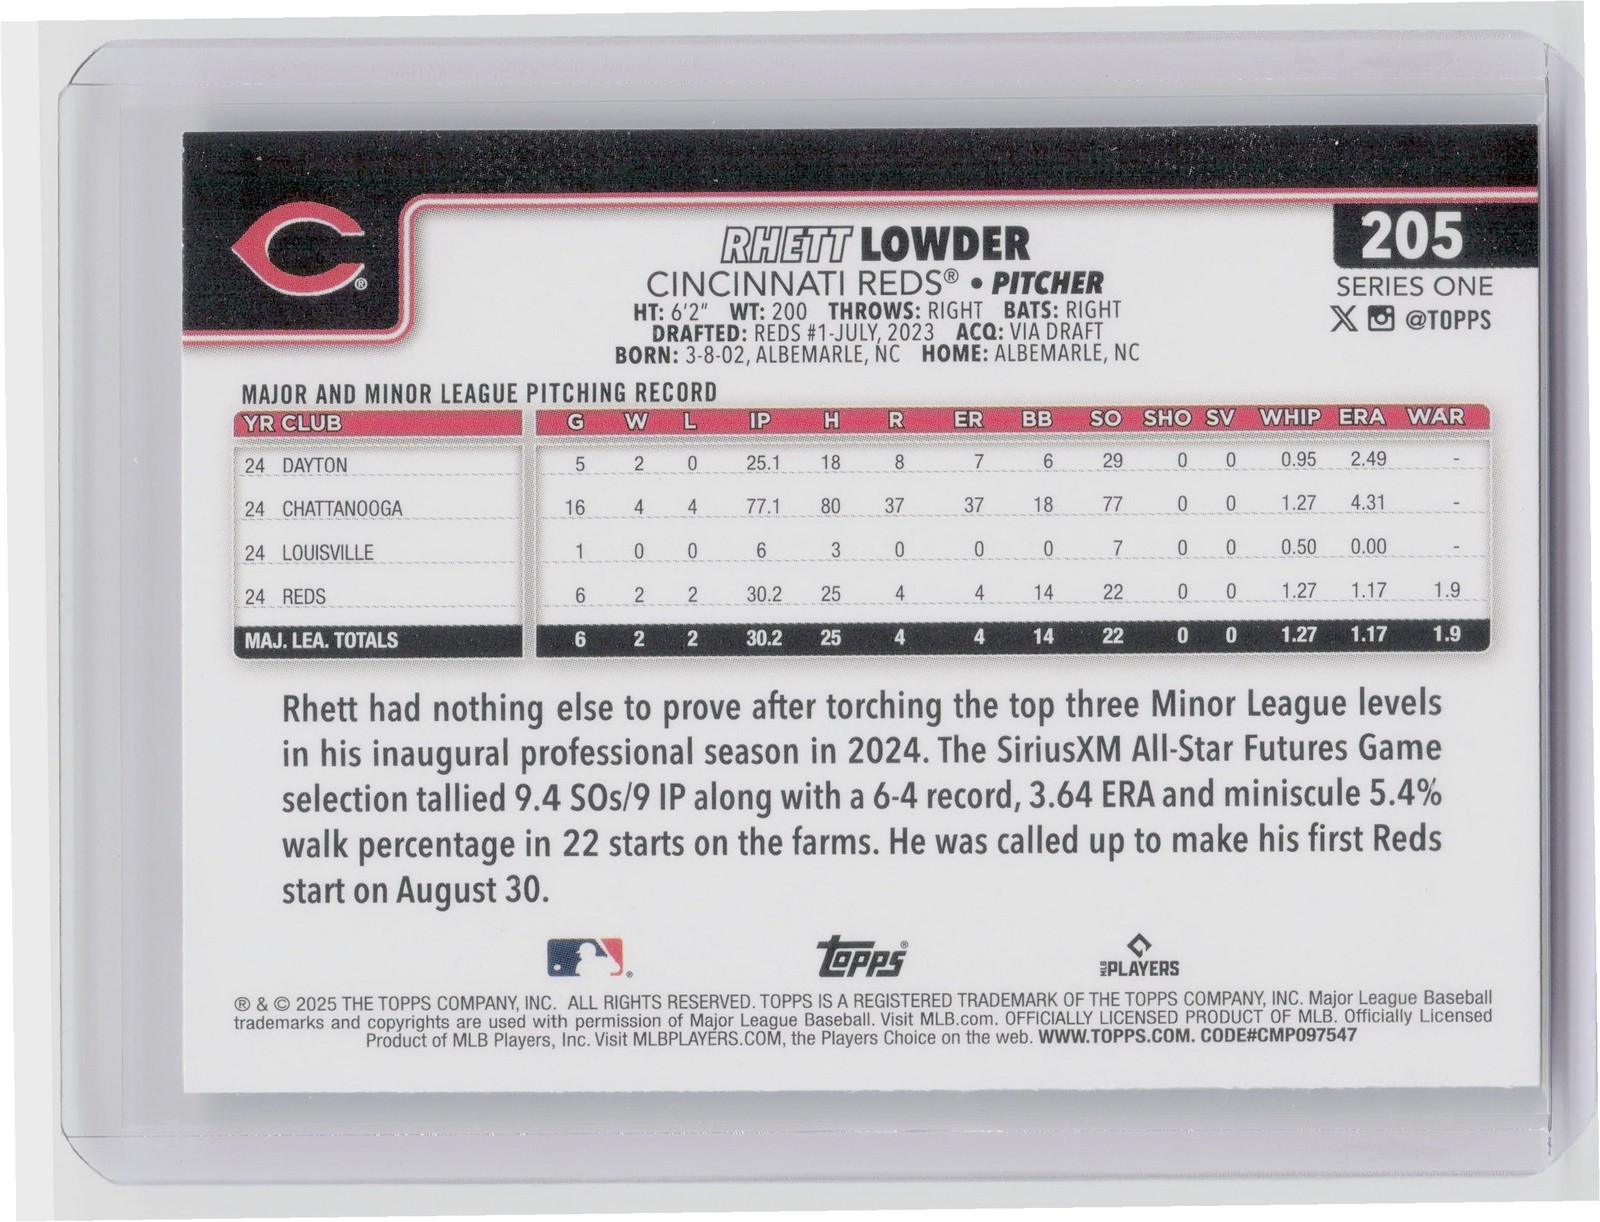 RHETT LOWDER
CINCINNATI REDS® • PITCHER
HT: 6'2" WT: 200 THROWS: RIGHT BATS: RIGHT
DRAFTED: REDS #1-JULY, 2023 ACQ: VIA DRAFT
BORN: 3-8-02, ALBEMARLE, NC HOME: ALBEMARLE, NC
205
SERIES ONE
X @TOPPS
C®
MAJOR AND MINOR LEAGUE PITCHING RECORD
YR CLUB G W L IP H R ER BB SO SHO SV WHIP ERA WAR
24 DAYTON 5 2 0 25.1 18 8 7 6 29 0 0 0.95 2.49 -
24 CHATTANOOGA 16 4 4 77.1 80 37 37 18 77 0 0 1.27 4.31 -
24 LOUISVILLE 1 0 0 6 3 0 0 0 7 0 0 0.50 0.00 -
24 REDS 6 2 2 30.2 25 4 4 14 22 0 0 1.27 1.17 1.9
MAJ. LEA. TOTALS 6 2 2 30.2 25 4 4 14 22 0 0 1.27 1.17 1.9
Rhett had nothing else to prove after torching the top three Minor League levels
in his inaugural professional season in 2024. The SiriusXM All-Star Futures Game
selection tallied 9.4 SOs/9 IP along with a 6-4 record, 3.64 ERA and miniscule 5.4%
walk percentage in 22 starts on the farms. He was called up to make his first Reds
start on August 30.
® Topps® MLB PLAYERS
® & © 2025 THE TOPPS COMPANY, INC. ALL RIGHTS RESERVED. TOPPS IS A REGISTERED TRADEMARK OF THE TOPPS COMPANY, INC. Major League Baseball
trademarks and copyrights are used with permission of Major League Baseball. Visit MLB.com. OFFICIALLY LICENSED PRODUCT OF MLB. Officially Licensed
Product of MLB Players, Inc. Visit MLBPLAYERS.COM, the Players Choice on the web. WWW.TOPPS.COM. CODE#CMP097547